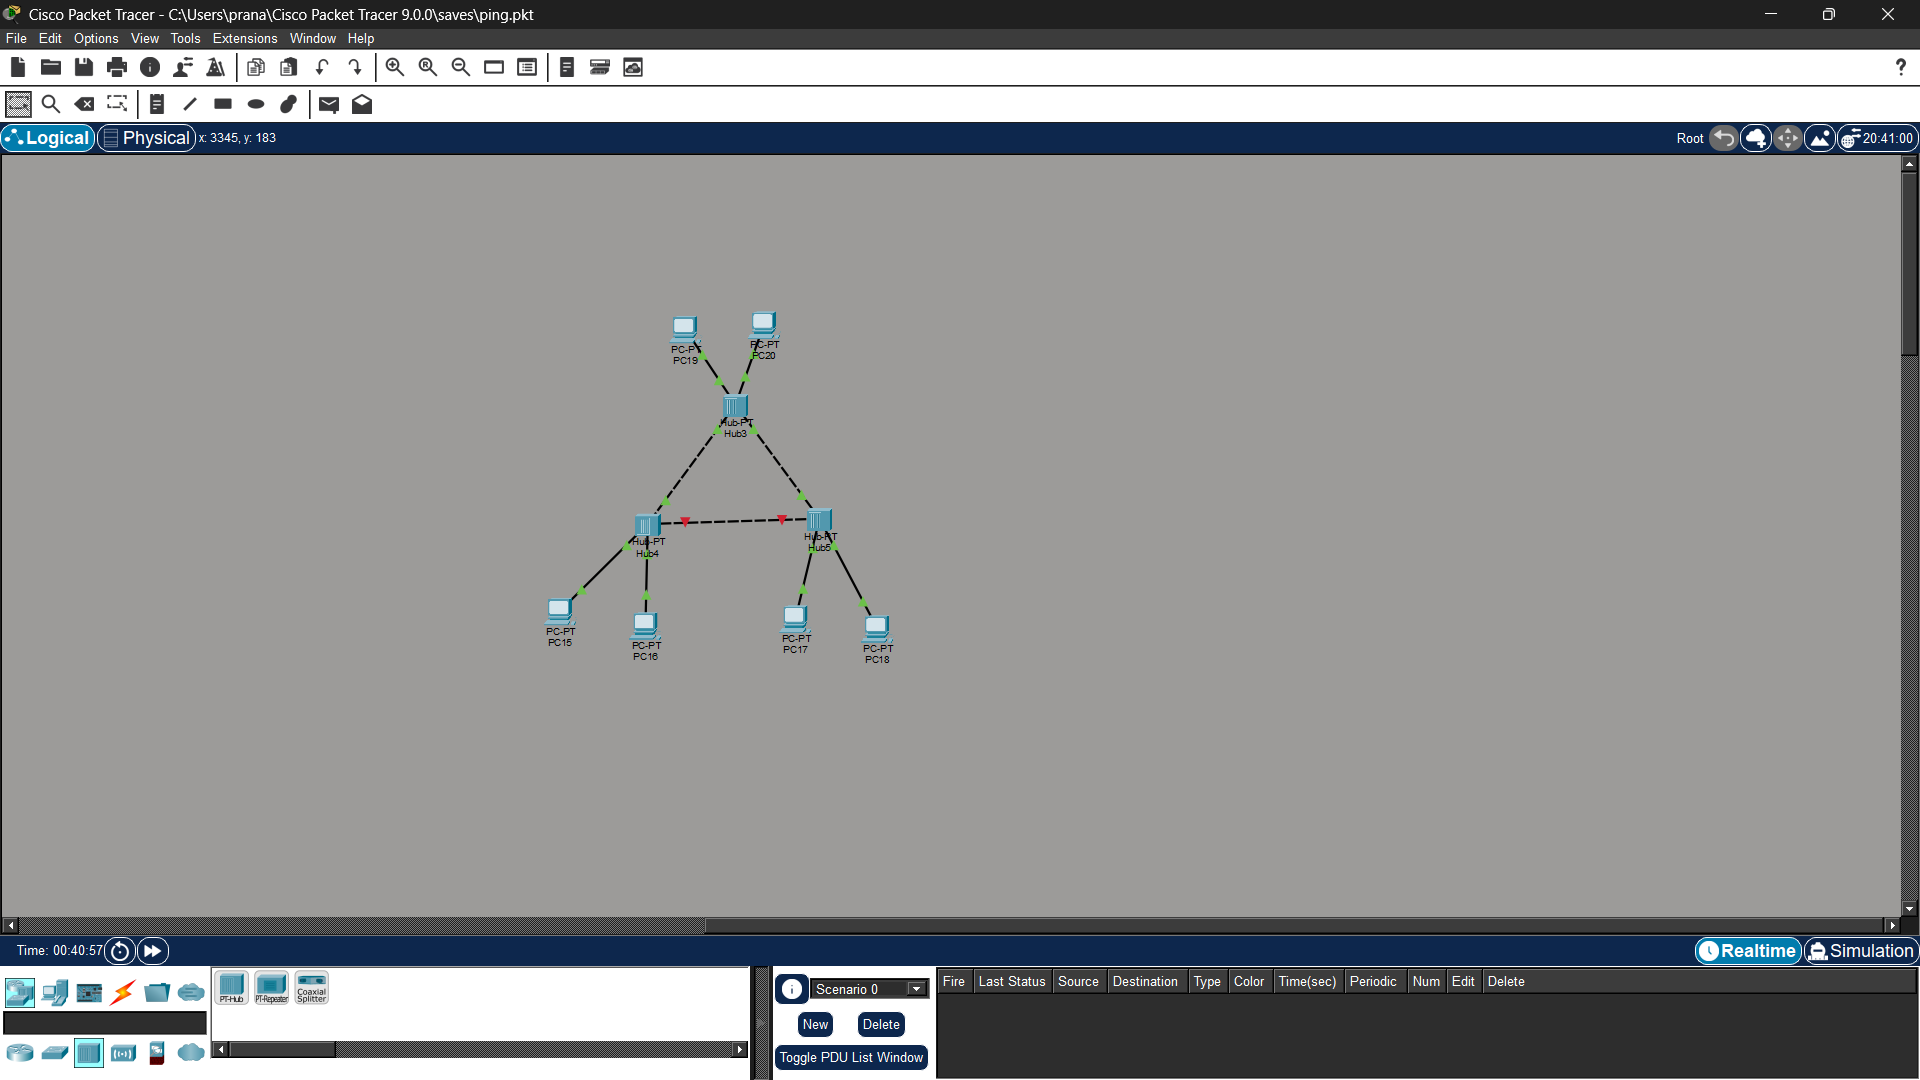 Cisco Packet Tracer - C:\Users\prana\Cisco Packet Tracer 9.0.0\saves\ping.pkt
File Edit Options View Tools Extensions Window Help
?
Logical Physical x: 3345, y: 183 Root 20:41:00
PC-PT
PC19
PC-PT
PC20
Hub-PT
Hub3
Hub-PT
Hub4
Hub-PT
Hub5
PC-PT
PC15
PC-PT
PC16
PC-PT
PC17
PC-PT
PC18
Time: 00:40:57 Realtime Simulation
PT-Hub PT-Repeater Coaxial Splitter
Scenario 0
New Delete
Toggle PDU List Window
Fire Last Status Source Destination Type Color Time(sec) Periodic Num Edit Delete